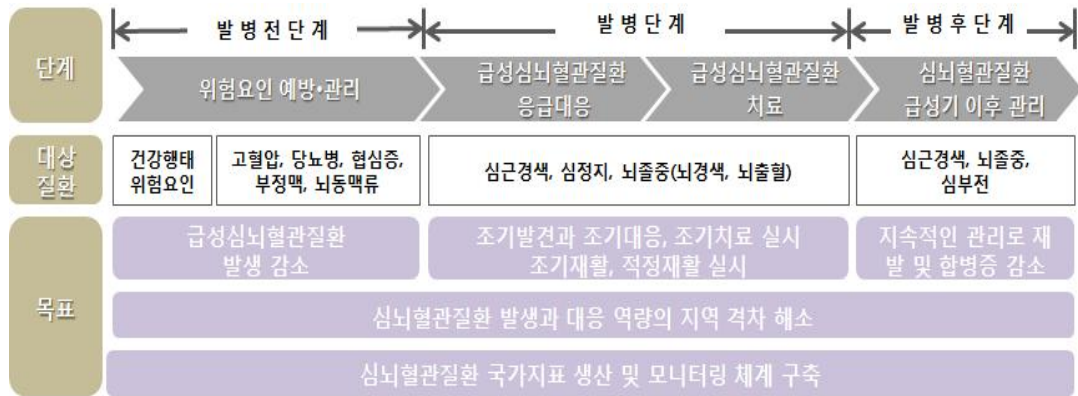 발 병 전 단 계
발 병 단 계
발 병 후 단 계
단계
위험요인 예방•관리
급성심뇌혈관질환
응급대응
급성심뇌혈관질환
치료
심뇌혈관질환
급성기 이후 관리
대상
질환
건강행태
위험요인
고혈압, 당뇨병, 협심증,
부정맥, 뇌동맥류
심근경색, 심정지, 뇌졸중(뇌경색, 뇌출혈)
심근경색, 뇌졸중,
심부전
목표
급성심뇌혈관질환
발생 감소
조기발견과 조기대응, 조기치료 실시
조기재활, 적정재활 실시
지속적인 관리로 재
발 및 합병증 감소
심뇌혈관질환 발생과 대응 역량의 지역 격차 해소
심뇌혈관질환 국가지표 생산 및 모니터링 체계 구축